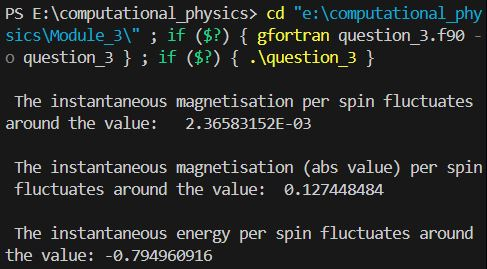 PS E:\computational_physics> cd "e:\computational_phy
sics\Module_3\" ; if ($?) { gfortran question_3.f90 -
o question_3 } ; if ($?) { .\question_3 }
The instantaneous magnetisation per spin fluctuates
around the value:   2.36583152E-03
The instantaneous magnetisation (abs value) per spin
fluctuates around the value:  0.127448484
The instantaneous energy per spin fluctuates around
the value: -0.794960916